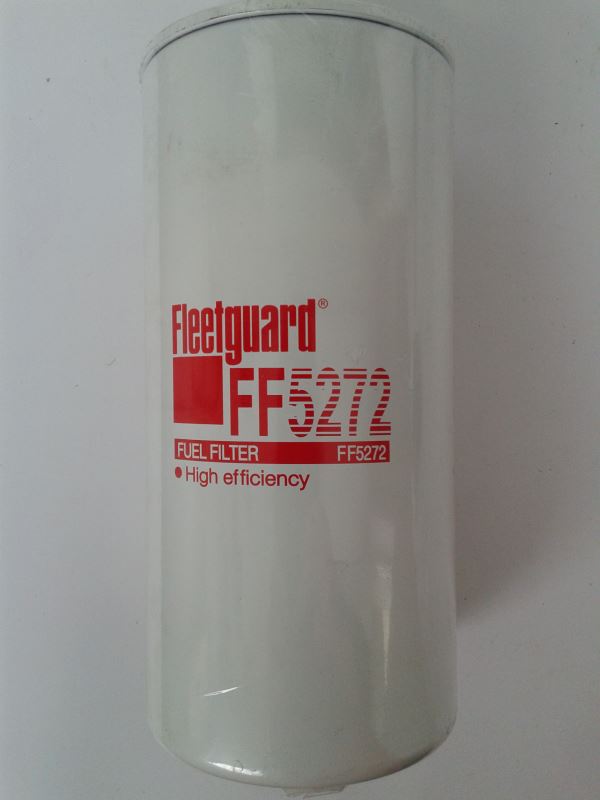 Fleetguard®
FF5272
FUEL FILTER FF5272
• High efficiency